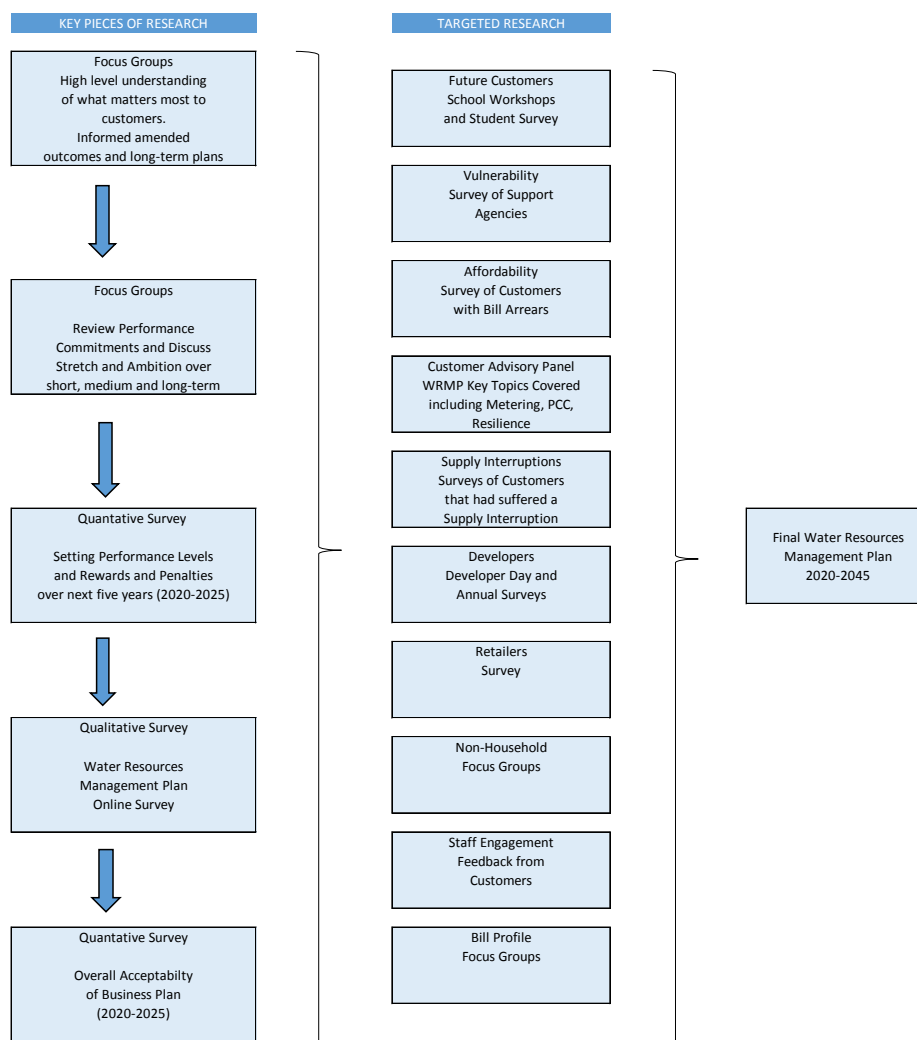 KEY PIECES OF RESEARCH
Focus Groups
High level understanding
of what matters most to
customers.
Informed amended
outcomes and long-term plans
Focus Groups
Review Performance
Commitments and Discuss
Stretch and Ambition over
short, medium and long-term
Quantative Survey
Setting Performance Levels
and Rewards and Penalties
over next five years (2020-2025)
Qualitative Survey
Water Resources
Management Plan
Online Survey
Quantative Survey
Overall Acceptabilty
of Business Plan
(2020-2025)
TARGETED RESEARCH
Future Customers
School Workshops
and Student Survey
Vulnerability
Survey of Support
Agencies
Affordability
Survey of Customers
with Bill Arrears
Customer Advisory Panel
WRMP Key Topics Covered
including Metering, PCC,
Resilience
Supply Interruptions
Surveys of Customers
that had suffered a
Supply Interruption
Developers
Developer Day and
Annual Surveys
Retailers
Survey
Non-Household
Focus Groups
Staff Engagement
Feedback from
Customers
Bill Profile
Focus Groups
Final Water Resources
Management Plan
2020-2045